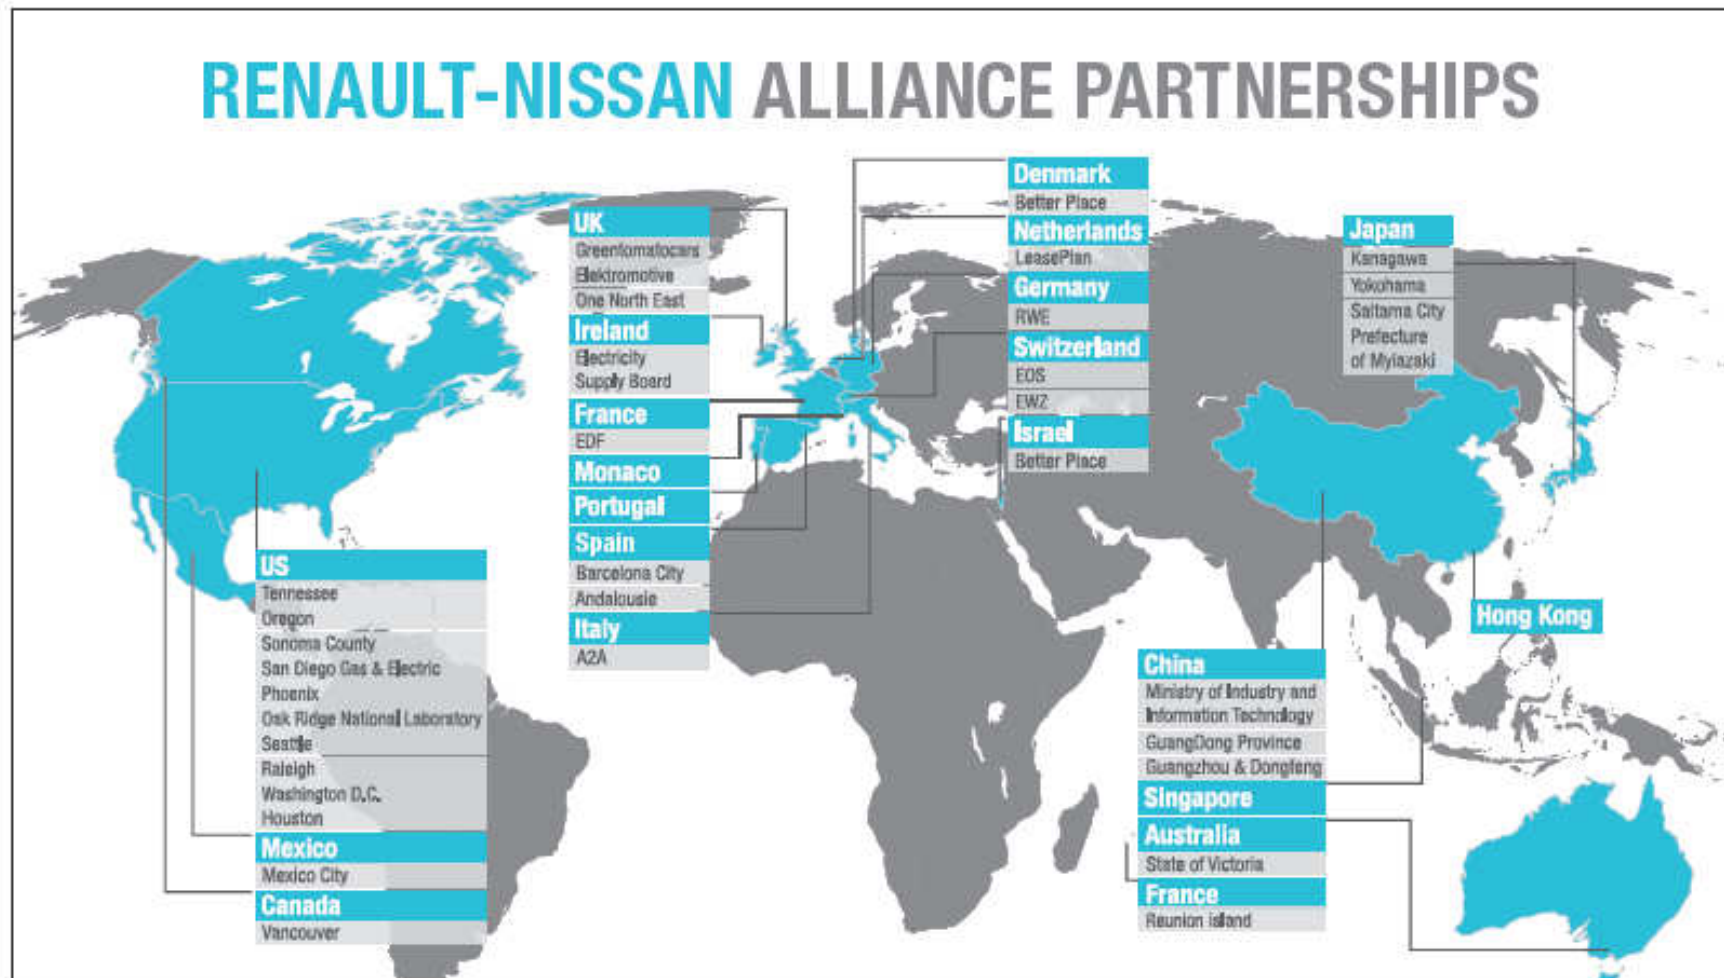 RENAULT-NISSAN ALLIANCE PARTNERSHIPS
UK
Greentomatocars
Elektromotive
One North East
Ireland
Electricity
Supply Board
France
EDF
Monaco
Portugal
Spain
Barcelona City
Andalousie
Italy
A2A
Denmark
Better Place
Netherlands
LeasePlan
Germany
RWE
Switzerland
EOS
EWZ
Israel
Better Place
Japan
Kanagawa
Yokohama
Saitama City
Prefecture
of Myiazaki
US
Tennessee
Oregon
Sonoma County
San Diego Gas & Electric
Phoenix
Oak Ridge National Laboratory
Seattle
Raleigh
Washington D.C.
Houston
Mexico
Mexico City
Canada
Vancouver
Hong Kong
China
Ministry of Industry and
Information Technology
GuangDong Province
Guangzhou & Dongfeng
Singapore
Australia
State of Victoria
France
Reunion Island